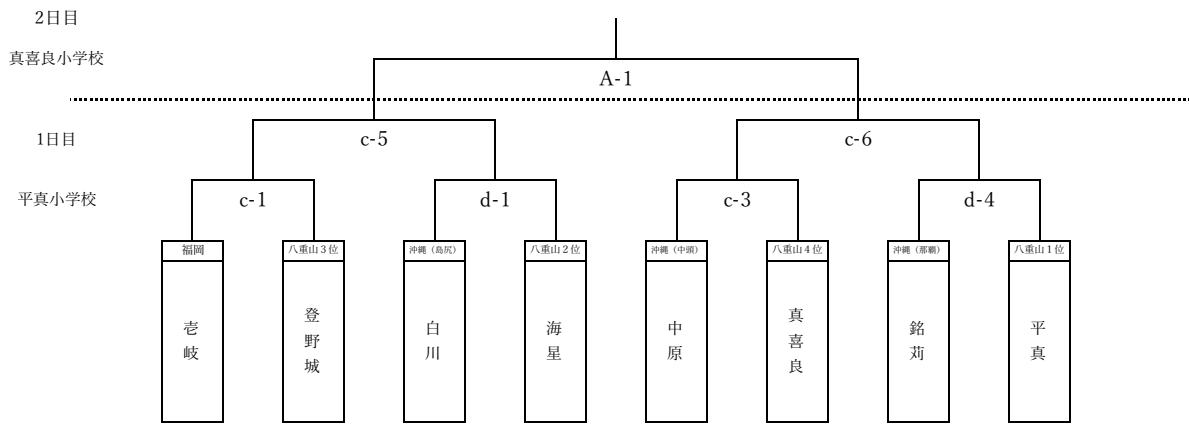 2日目
真喜良小学校
A-1
1日目
c-5
c-6
平真小学校
c-1
d-1
c-3
d-4
福岡
八重山3位
沖縄（島尻）
八重山2位
沖縄（中頭）
八重山4位
沖縄（那覇）
八重山1位
壱岐
登野城
白川
海星
中原
真喜良
銘苅
平真